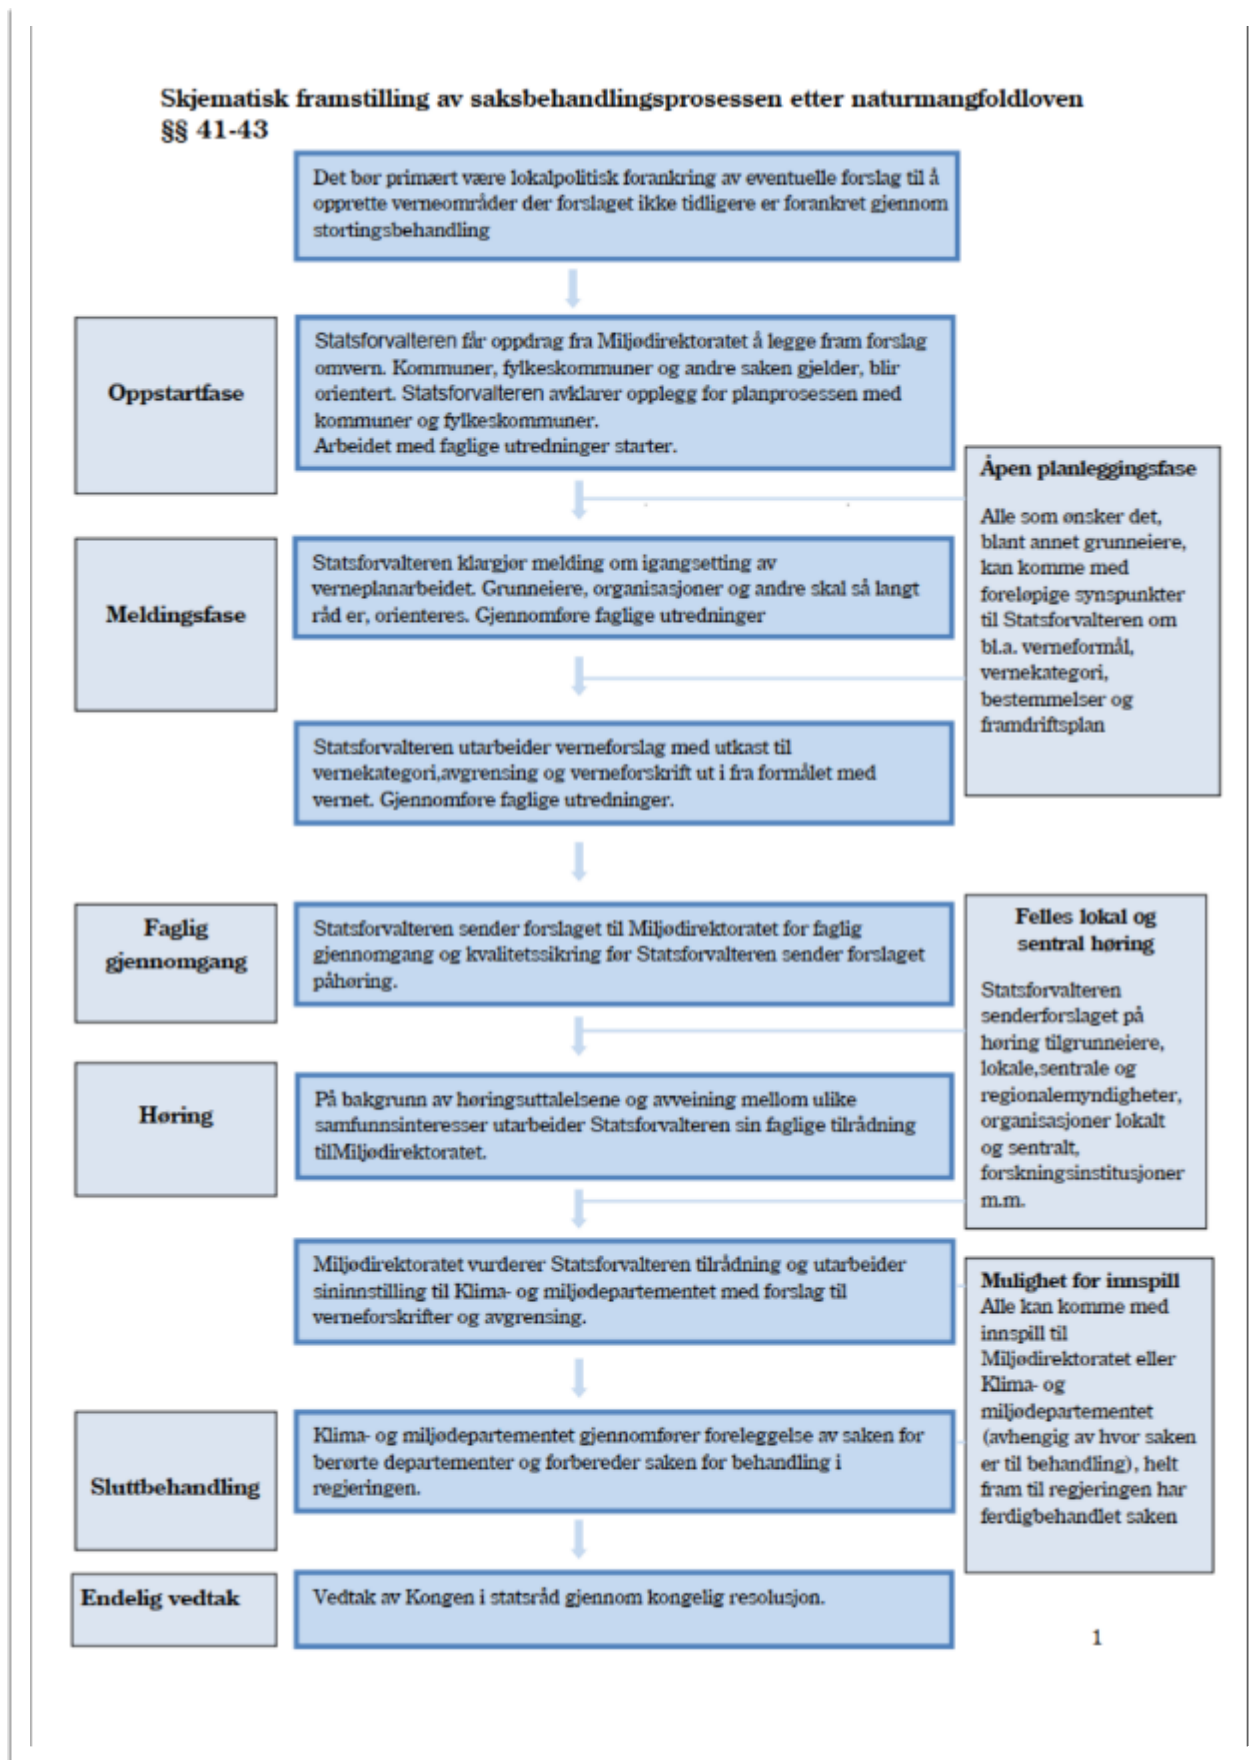 Skjematisk framstilling av saksbehandlingsprosessen etter naturmangfoldloven
§§ 41-43
Det bør primært være lokalpolitisk forankring av eventuelle forslag til å
opprette verneområder der forslaget ikke tidligere er forankret gjennom
stortingsbehandling
Oppstartfase
Statsforvalteren får oppdrag fra Miljødirektoratet å legge fram forslag
omvern. Kommuner, fylkeskommuner og andre saken gjelder, blir
orientert. Statsforvalteren avklarer opplegg for planprosessen med
kommuner og fylkeskommuner.
Arbeidet med faglige utredninger starter.
Åpen planleggingsfase
Alle som ønsker det,
blant annet grunneiere,
kan komme med
foreløpige synspunkter
til Statsforvalteren om
bl.a. verneformål,
vernekategori,
bestemmelser og
framdriftsplan
Meldingsfase
Statsforvalteren klargjør melding om igangsetting av
verneplanarbeidet. Grunneiere, organisasjoner og andre skal så langt
råd er, orienteres. Gjennomføre faglige utredninger
Statsforvalteren utarbeider verneforslag med utkast til
vernekategori,avgrensing og verneforskrift ut i fra formålet med
vernet. Gjennomføre faglige utredninger.
Faglig
gjennomgang
Statsforvalteren sender forslaget til Miljødirektoratet for faglig
gjennomgang og kvalitetssikring før Statsforvalteren sender forslaget
påhøring.
Felles lokal og
sentral høring
Statsforvalteren
senderforslaget på
høring tilgrunneiere,
lokale,sentrale og
regionalemyndigheter,
organisasjoner lokalt
og sentralt,
forskningsinstitusjoner
m.m.
Høring
På bakgrunn av høringsuttalelsene og avveining mellom ulike
samfunnsinteresser utarbeider Statsforvalteren sin faglige tilrådning
tilMiljødirektoratet.
Miljødirektoratet vurderer Statsforvalteren tilrådning og utarbeider
sininnstilling til Klima- og miljødepartementet med forslag til
verneforskrifter og avgrensing.
Mulighet for innspill
Alle kan komme med
innspill til
Miljødirektoratet eller
Klima- og
miljødepartementet
(avhengig av hvor saken
er til behandling), helt
fram til regjeringen har
ferdigbehandlet saken
Sluttbehandling
Klima- og miljødepartementet gjennomfører foreleggelse av saken for
berørte departementer og forbereder saken for behandling i
regjeringen.
Endelig vedtak
Vedtak av Kongen i statsråd gjennom kongelig resolusjon.
1